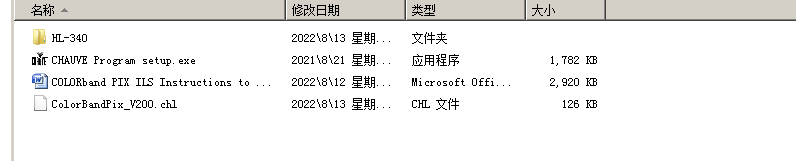 名称 修改日期 类型 大小
HL-340 2022\8\13 星期... 文件夹
CHAUVE Program setup.exe 2021\8\21 星期... 应用程序 1,782 KB
COLORband PIX ILS Instructions to ... 2022\8\12 星期... Microsoft Offi... 2,920 KB
ColorBandPix_V200.chl 2022\8\13 星期... CHL 文件 126 KB